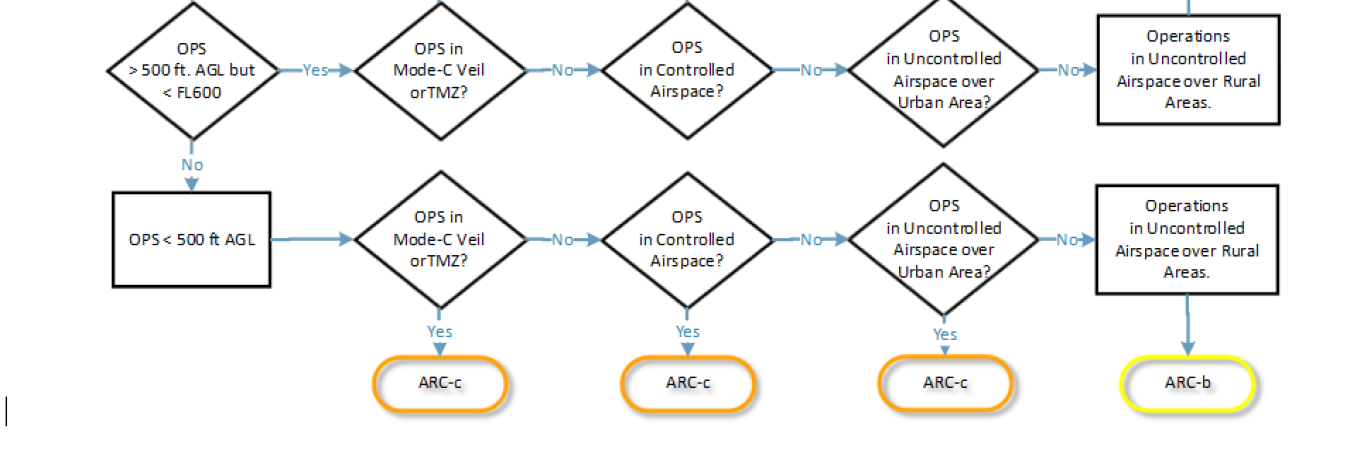 OPS
> 500 ft. AGL but
< FL600
Yes
OPS in
Mode-C Veil
orTMZ?
No
OPS
in Controlled
Airspace?
No
OPS
in Uncontrolled
Airspace over
Urban Area?
No
Operations
in Uncontrolled
Airspace over Rural
Areas.
No
OPS < 500 ft AGL
OPS in
Mode-C Veil
orTMZ?
No
OPS
in Controlled
Airspace?
No
OPS
in Uncontrolled
Airspace over
Urban Area?
No
Operations
in Uncontrolled
Airspace over Rural
Areas.
Yes
Yes
Yes
ARC-c
ARC-c
ARC-c
ARC-b